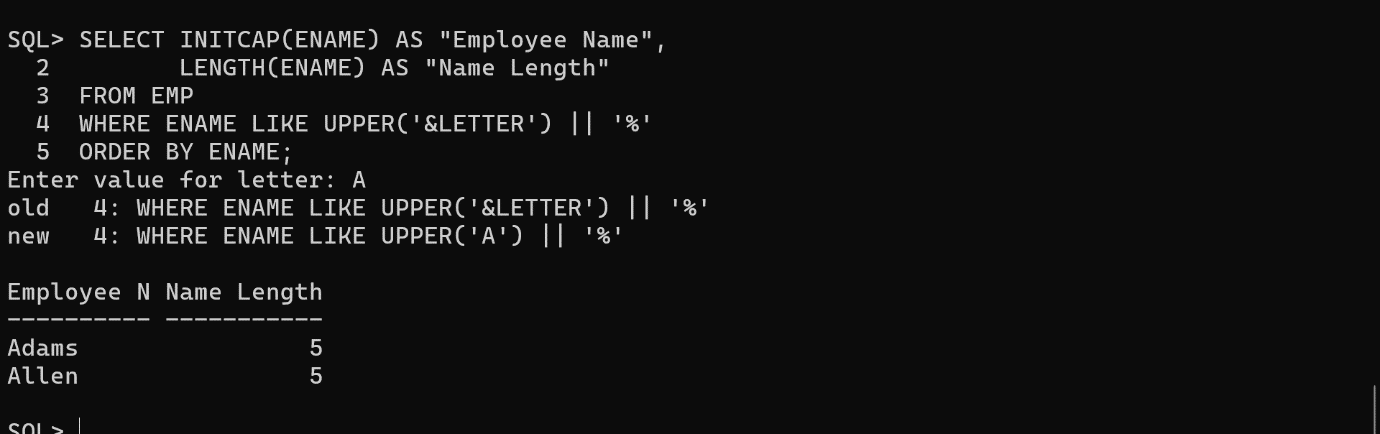 SQL> SELECT INITCAP(ENAME) AS "Employee Name",
  2         LENGTH(ENAME) AS "Name Length"
  3  FROM EMP
  4  WHERE ENAME LIKE UPPER('&LETTER') || '%'
  5  ORDER BY ENAME;
Enter value for letter: A
old   4: WHERE ENAME LIKE UPPER('&LETTER') || '%'
new   4: WHERE ENAME LIKE UPPER('A') || '%'
Employee N Name Length
---------- -----------
Adams                5
Allen                5
SQL>